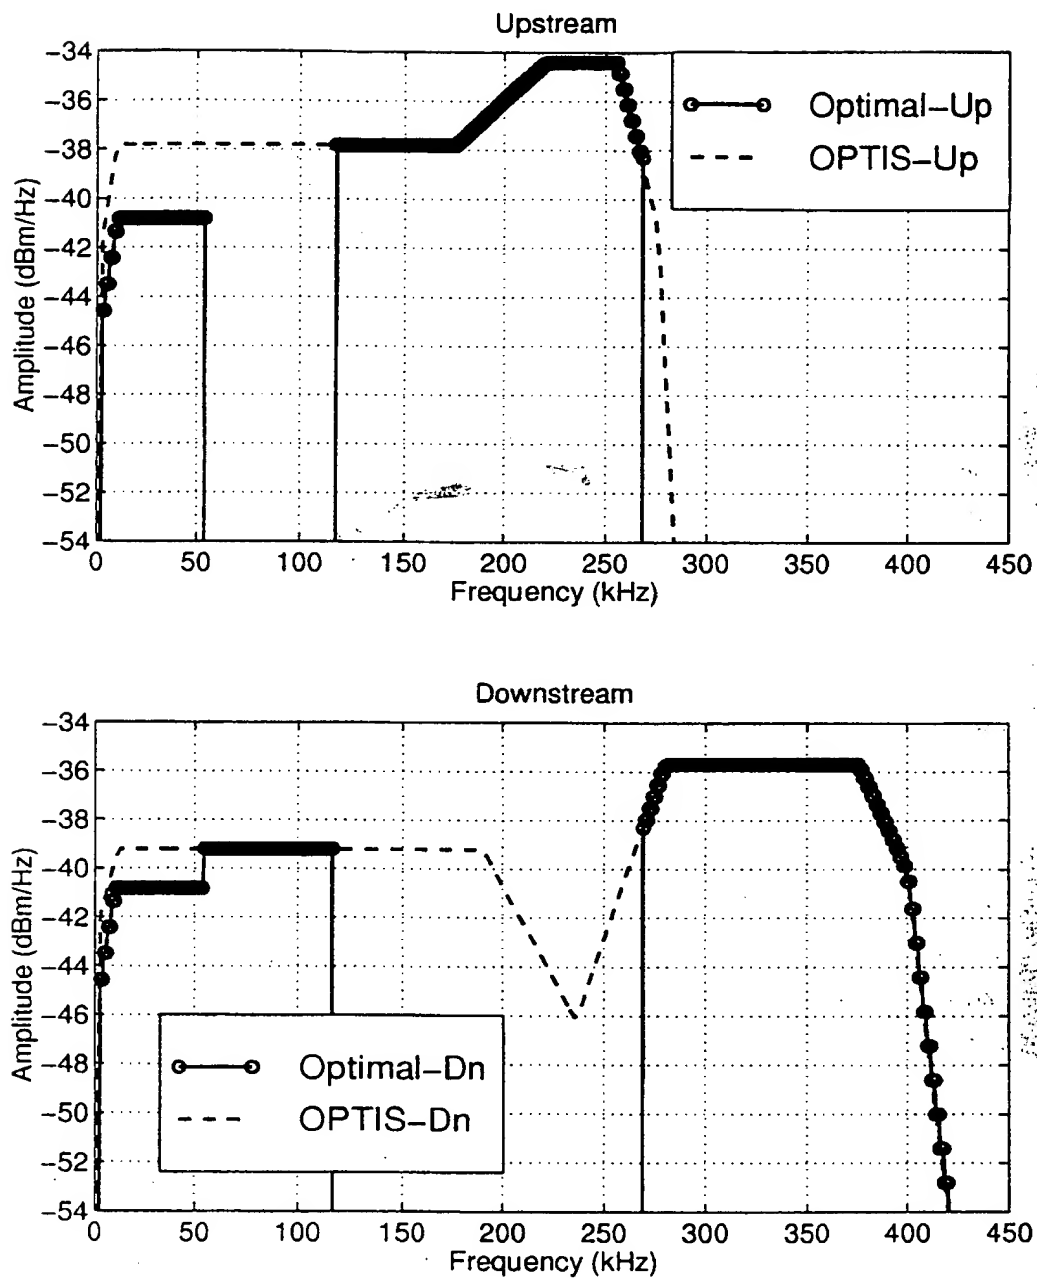 Upstream
−34
−36
−38
−40
−42
−44
−46
−48
−50
−52
−54
Amplitude (dBm/Hz)
Optimal−Up
OPTIS−Up
0 50 100 150 200 250 300 350 400 450
Frequency (kHz)
Downstream
−34
−36
−38
−40
−42
−44
−46
−48
−50
−52
−54
Amplitude (dBm/Hz)
Optimal−Dn
OPTIS−Dn
0 50 100 150 200 250 300 350 400 450
Frequency (kHz)